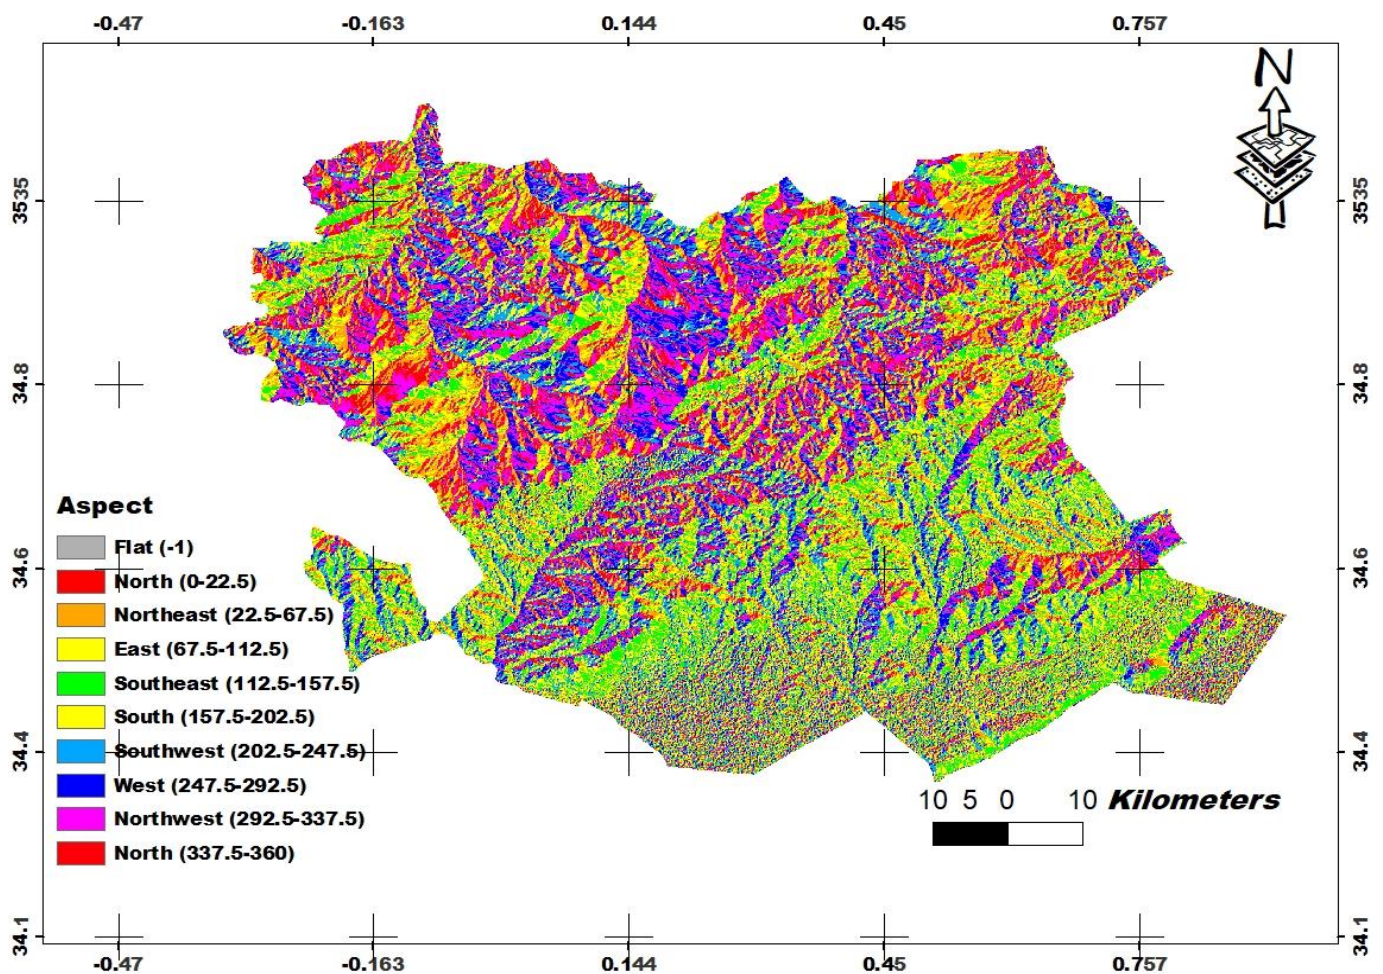 -0.47 -0.163 0.144 0.45 0.757
N
3535 3535
34.8 34.8
Aspect
Flat (-1)
34.6 34.6
North (0-22.5)
Northeast (22.5-67.5)
East (67.5-112.5)
Southeast (112.5-157.5)
South (157.5-202.5)
34.4 Southwest (202.5-247.5) 34.4
West (247.5-292.5)
10 5 0 10 Kilometers
Northwest (292.5-337.5)
North (337.5-360)
34.1 34.1
-0.47 -0.163 0.144 0.45 0.757